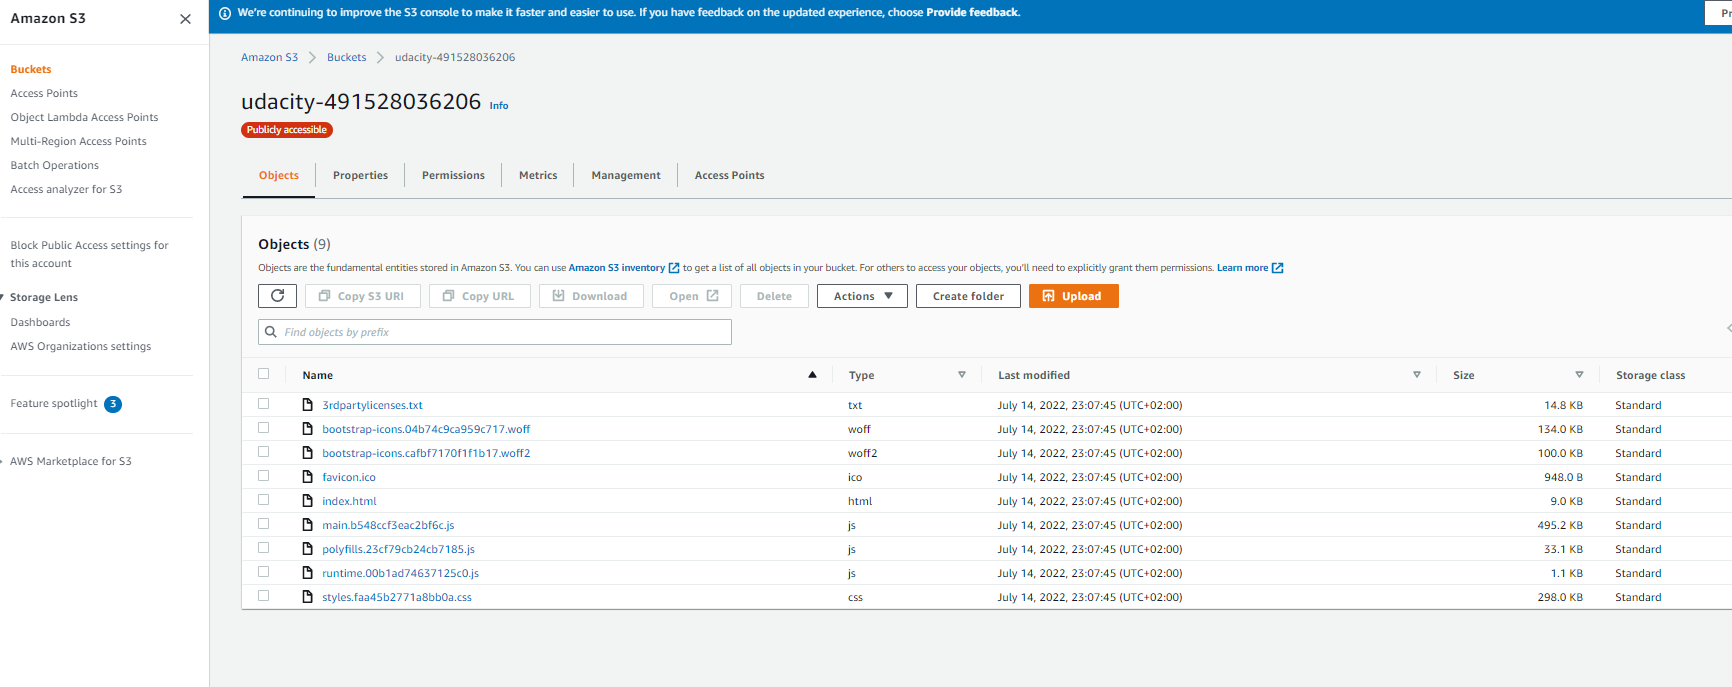 Amazon S3
We're continuing to improve the S3 console to make it faster and easier to use. If you have feedback on the updated experience, choose Provide feedback.
Buckets
Access Points
Object Lambda Access Points
Multi-Region Access Points
Batch Operations
Access analyzer for S3
Block Public Access settings for
this account
Storage Lens
Dashboards
AWS Organizations settings
Feature spotlight 3
AWS Marketplace for S3
Amazon S3 Buckets udacity-491528036206
udacity-491528036206 Info
Publicly accessible
Objects Properties Permissions Metrics Management Access Points
Objects (9)
Objects are the fundamental entities stored in Amazon S3. You can use Amazon S3 inventory to get a list of all objects in your bucket. For others to access your objects, you'll need to explicitly grant them permissions. Learn more
Copy S3 URI Copy URL Download Open Delete Actions Create folder Upload
Find objects by prefix
Name Type Last modified Size Storage class
3rdpartylicenses.txt txt July 14, 2022, 23:07:45 (UTC+02:00) 14.8 KB Standard
bootstrap-icons.04b74c9ca959c717.woff woff July 14, 2022, 23:07:45 (UTC+02:00) 134.0 KB Standard
bootstrap-icons.cafbf7170f1f1b17.woff2 woff2 July 14, 2022, 23:07:45 (UTC+02:00) 100.0 KB Standard
favicon.ico ico July 14, 2022, 23:07:45 (UTC+02:00) 948.0 B Standard
index.html html July 14, 2022, 23:07:45 (UTC+02:00) 9.0 KB Standard
main.b548ccf3eac2bf6c.js js July 14, 2022, 23:07:45 (UTC+02:00) 495.2 KB Standard
polyfills.23cf79cb24cb7185.js js July 14, 2022, 23:07:45 (UTC+02:00) 33.1 KB Standard
runtime.00b1ad74637125c0.js js July 14, 2022, 23:07:45 (UTC+02:00) 1.1 KB Standard
styles.faa45b2771a8bb0a.css css July 14, 2022, 23:07:45 (UTC+02:00) 298.0 KB Standard